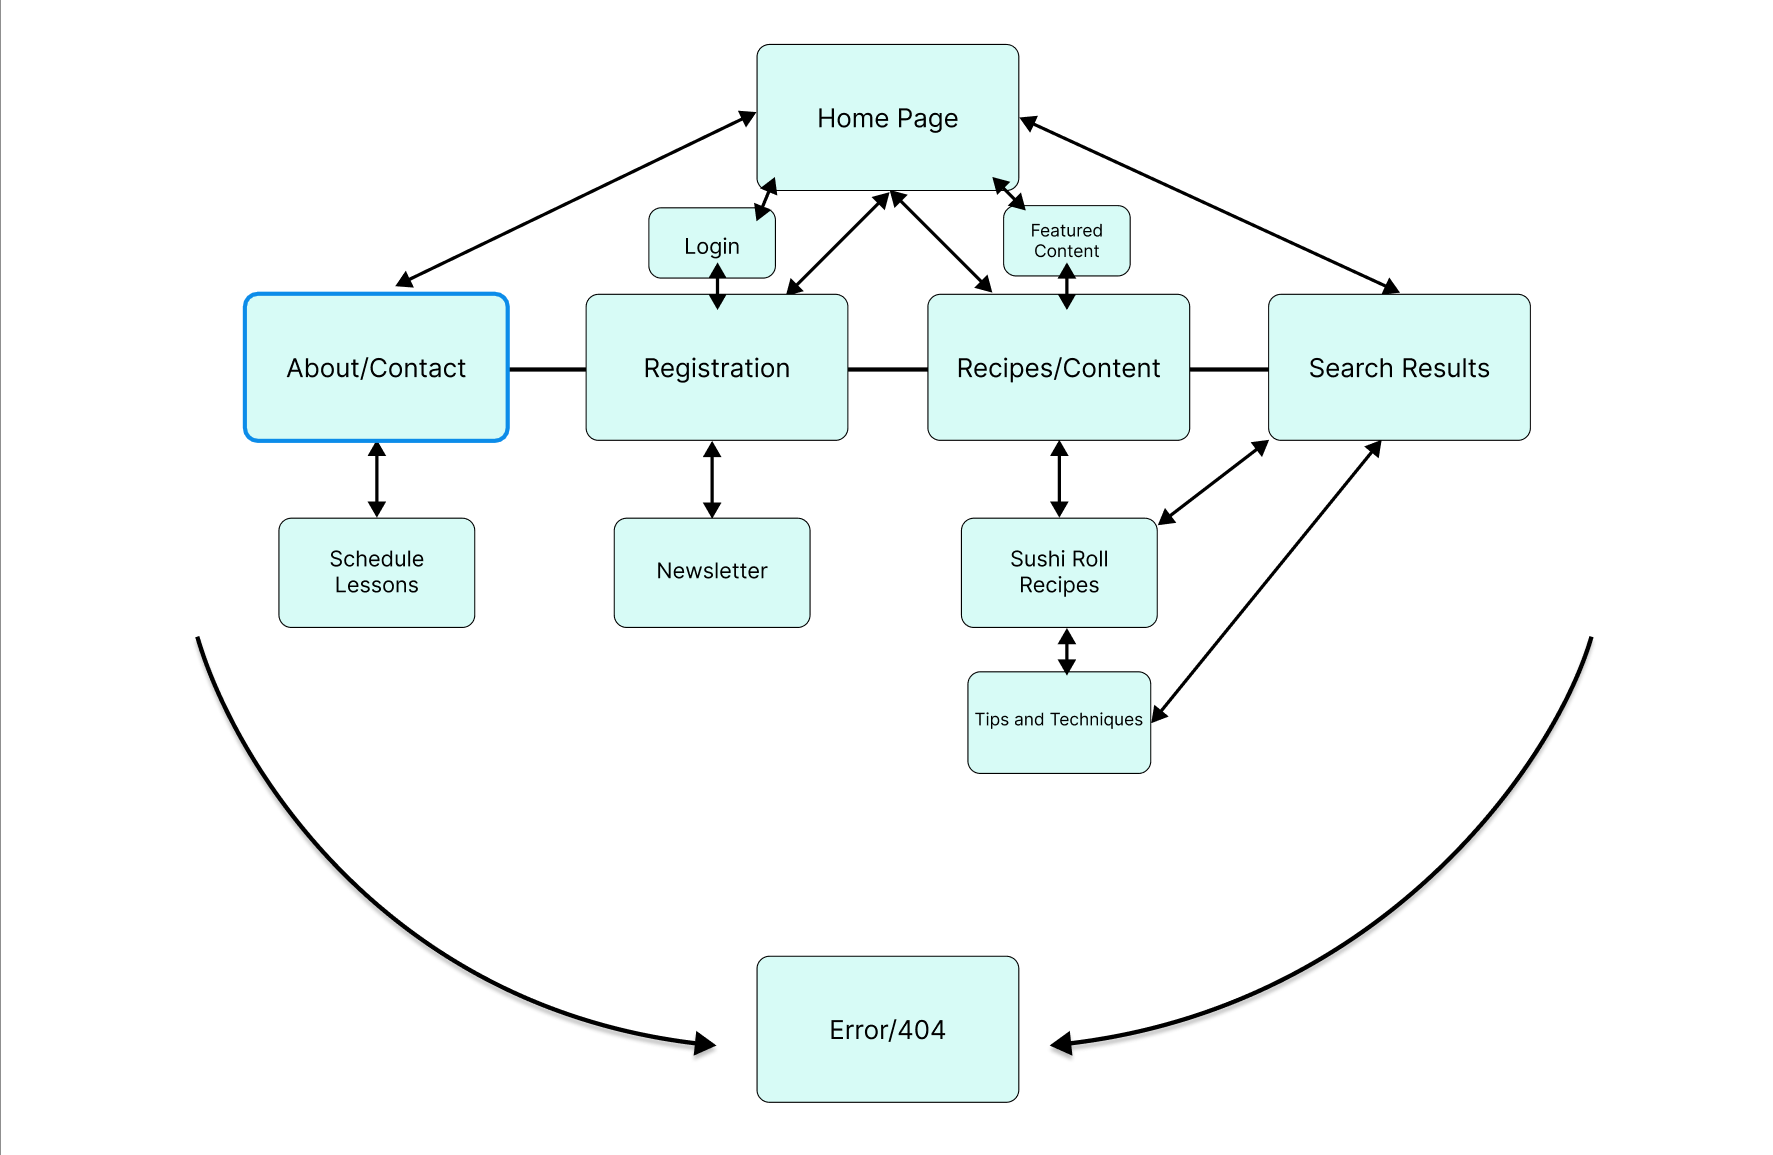 Home Page
Login
Featured
Content
About/Contact
Registration
Recipes/Content
Search Results
Schedule
Lessons
Newsletter
Sushi Roll
Recipes
Tips and Techniques
Error/404